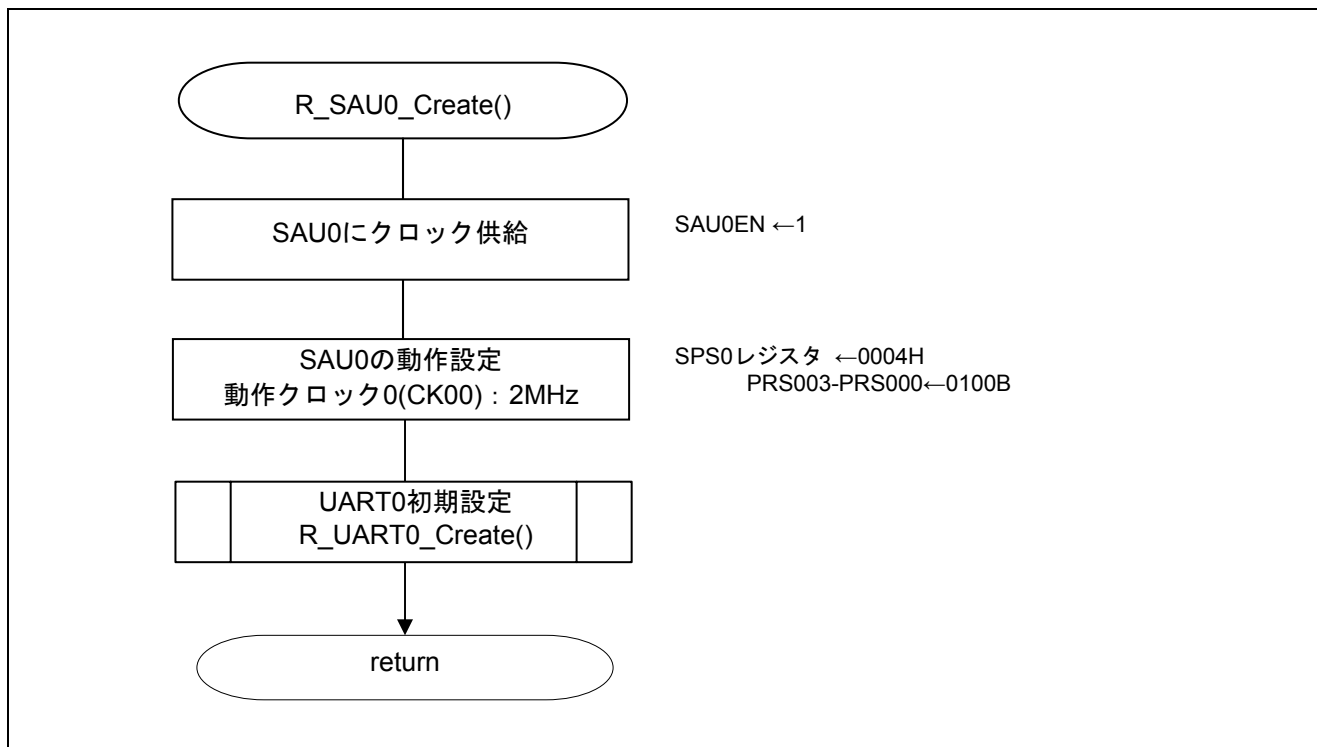 R_SAU0_Create()
SAU0にクロック供給
SAU0EN ←1
SAU0の動作設定
動作クロック0(CK00)：2MHz
SPS0レジスタ ←0004H
PRS003-PRS000←0100B
UART0初期設定
R_UART0_Create()
return